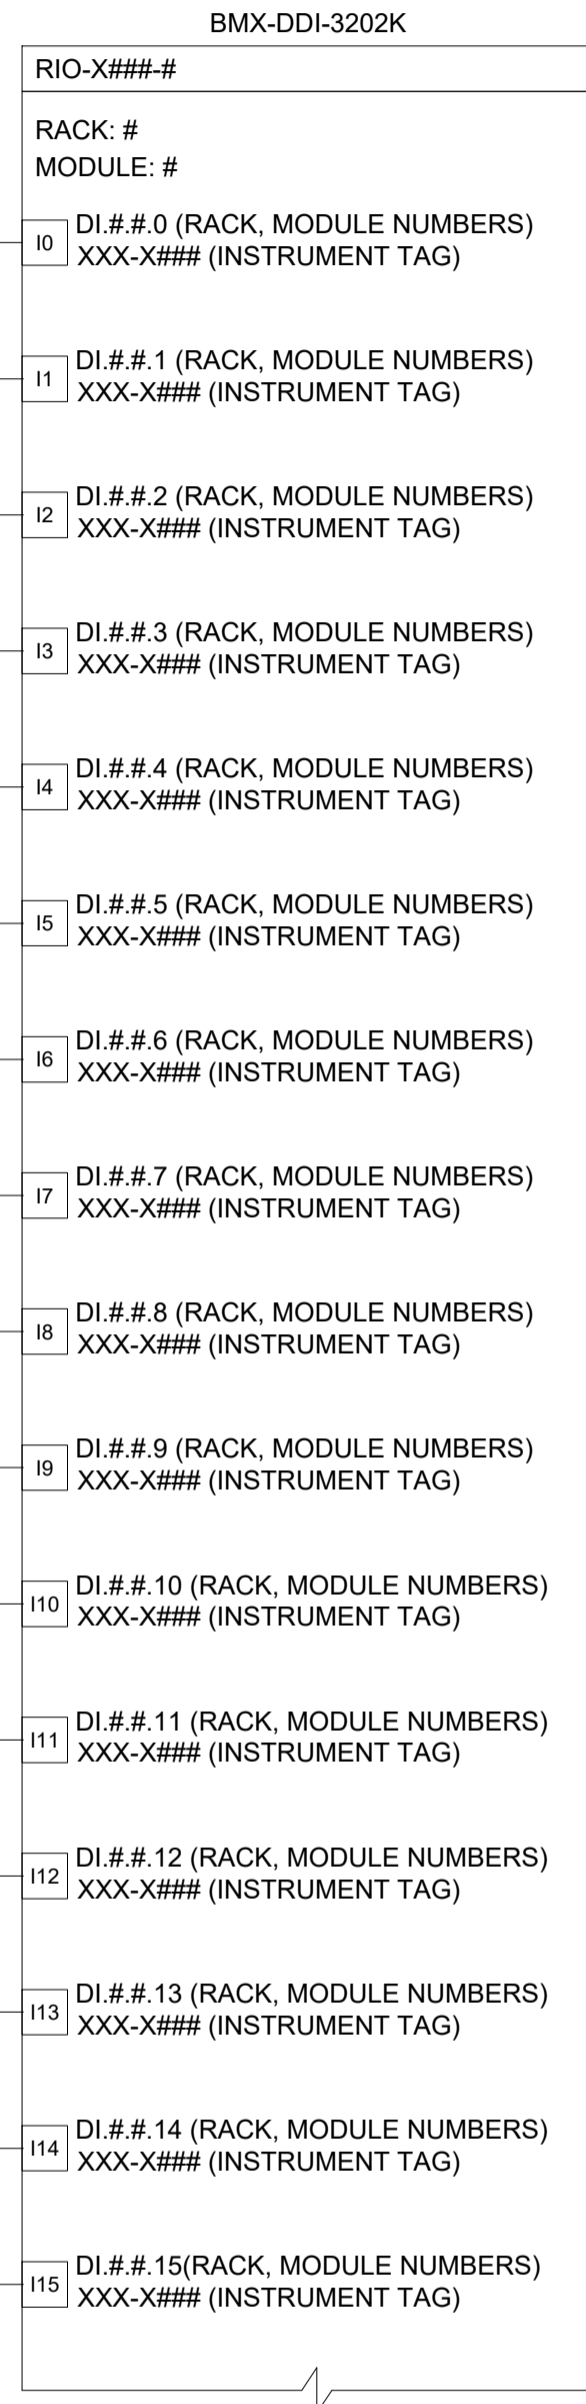 BMX-DDI-3202K
RIO-X###-#
RACK: #
MODULE: #
I0 DI.#.#.0 (RACK, MODULE NUMBERS)
XXX-X### (INSTRUMENT TAG)
I1 DI.#.#.1 (RACK, MODULE NUMBERS)
XXX-X### (INSTRUMENT TAG)
I2 DI.#.#.2 (RACK, MODULE NUMBERS)
XXX-X### (INSTRUMENT TAG)
I3 DI.#.#.3 (RACK, MODULE NUMBERS)
XXX-X### (INSTRUMENT TAG)
I4 DI.#.#.4 (RACK, MODULE NUMBERS)
XXX-X### (INSTRUMENT TAG)
I5 DI.#.#.5 (RACK, MODULE NUMBERS)
XXX-X### (INSTRUMENT TAG)
I6 DI.#.#.6 (RACK, MODULE NUMBERS)
XXX-X### (INSTRUMENT TAG)
I7 DI.#.#.7 (RACK, MODULE NUMBERS)
XXX-X### (INSTRUMENT TAG)
I8 DI.#.#.8 (RACK, MODULE NUMBERS)
XXX-X### (INSTRUMENT TAG)
I9 DI.#.#.9 (RACK, MODULE NUMBERS)
XXX-X### (INSTRUMENT TAG)
I10 DI.#.#.10 (RACK, MODULE NUMBERS)
XXX-X### (INSTRUMENT TAG)
I11 DI.#.#.11 (RACK, MODULE NUMBERS)
XXX-X### (INSTRUMENT TAG)
I12 DI.#.#.12 (RACK, MODULE NUMBERS)
XXX-X### (INSTRUMENT TAG)
I13 DI.#.#.13 (RACK, MODULE NUMBERS)
XXX-X### (INSTRUMENT TAG)
I14 DI.#.#.14 (RACK, MODULE NUMBERS)
XXX-X### (INSTRUMENT TAG)
I15 DI.#.#.15(RACK, MODULE NUMBERS)
XXX-X### (INSTRUMENT TAG)